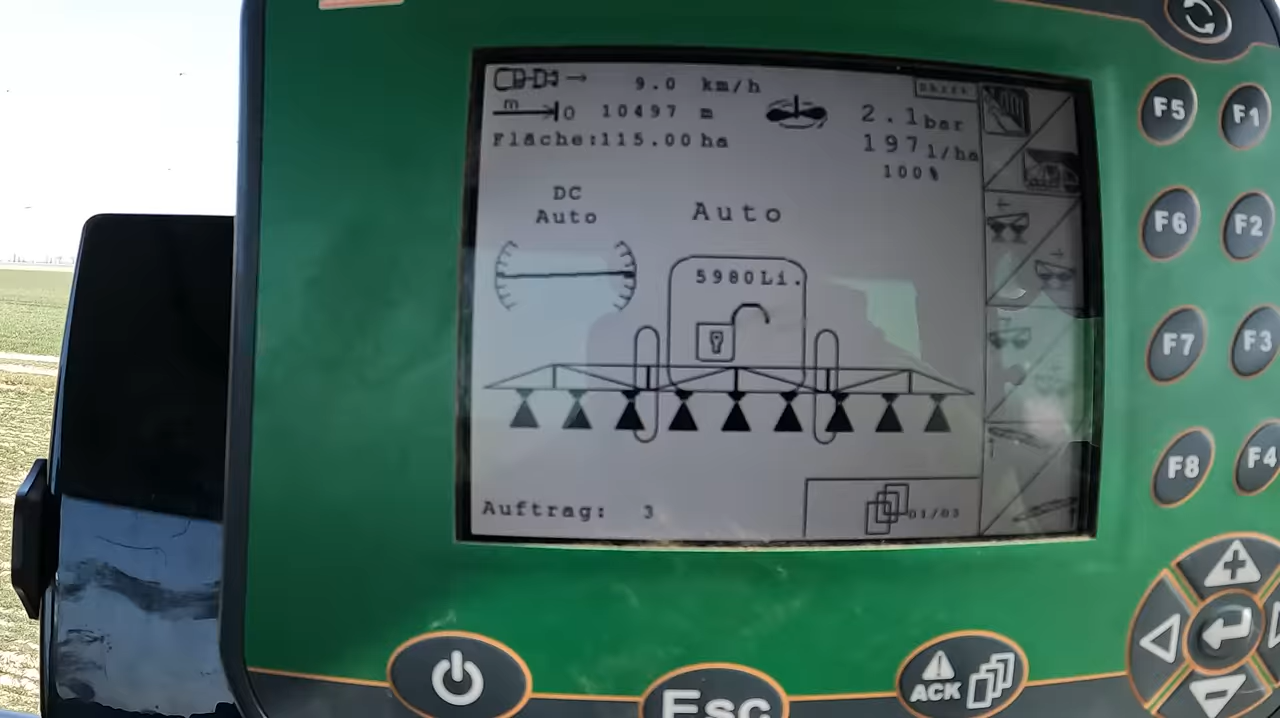 9.0 km/h
m
0 10497 m
Fläche:115.00 ha
2.1bar
197l/ha
100%
DC
Auto
Auto
5980Li.
Auftrag: 3
01/03
F5
F1
F6
F2
F7
F3
F8
F4
Esc
ACK